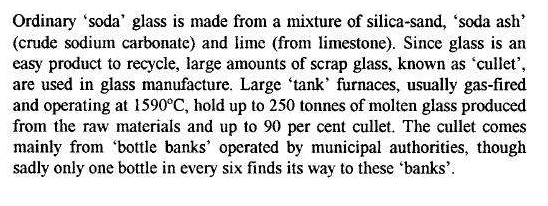 Ordinary ‘soda’ glass is made from a mixture of silica-sand, ‘soda ash’
(crude sodium carbonate) and lime (from limestone). Since glass is an
easy product to recycle, large amounts of scrap glass, known as ‘cullet’,
are used in glass manufacture. Large ‘tank’ furnaces, usually gas-fired
and operating at 1590°C, hold up to 250 tonnes of molten glass produced
from the raw materials and up to 90 per cent cullet. The cullet comes
mainly from ‘bottle banks’ operated by municipal authorities, though
sadly only one bottle in every six finds its way to these ‘banks’.